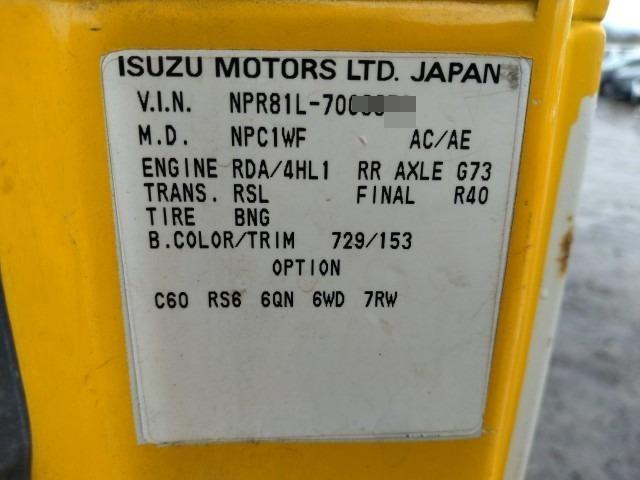 ISUZU MOTORS LTD. JAPAN
V.I.N. NPR81L-70
M.D. NPC1WF AC/AE
ENGINE RDA/4HL1 RR AXLE G73
TRANS. RSL FINAL R40
TIRE BNG
B.COLOR/TRIM 729/153
OPTION
C60 RS6 6QN 6WD 7RW